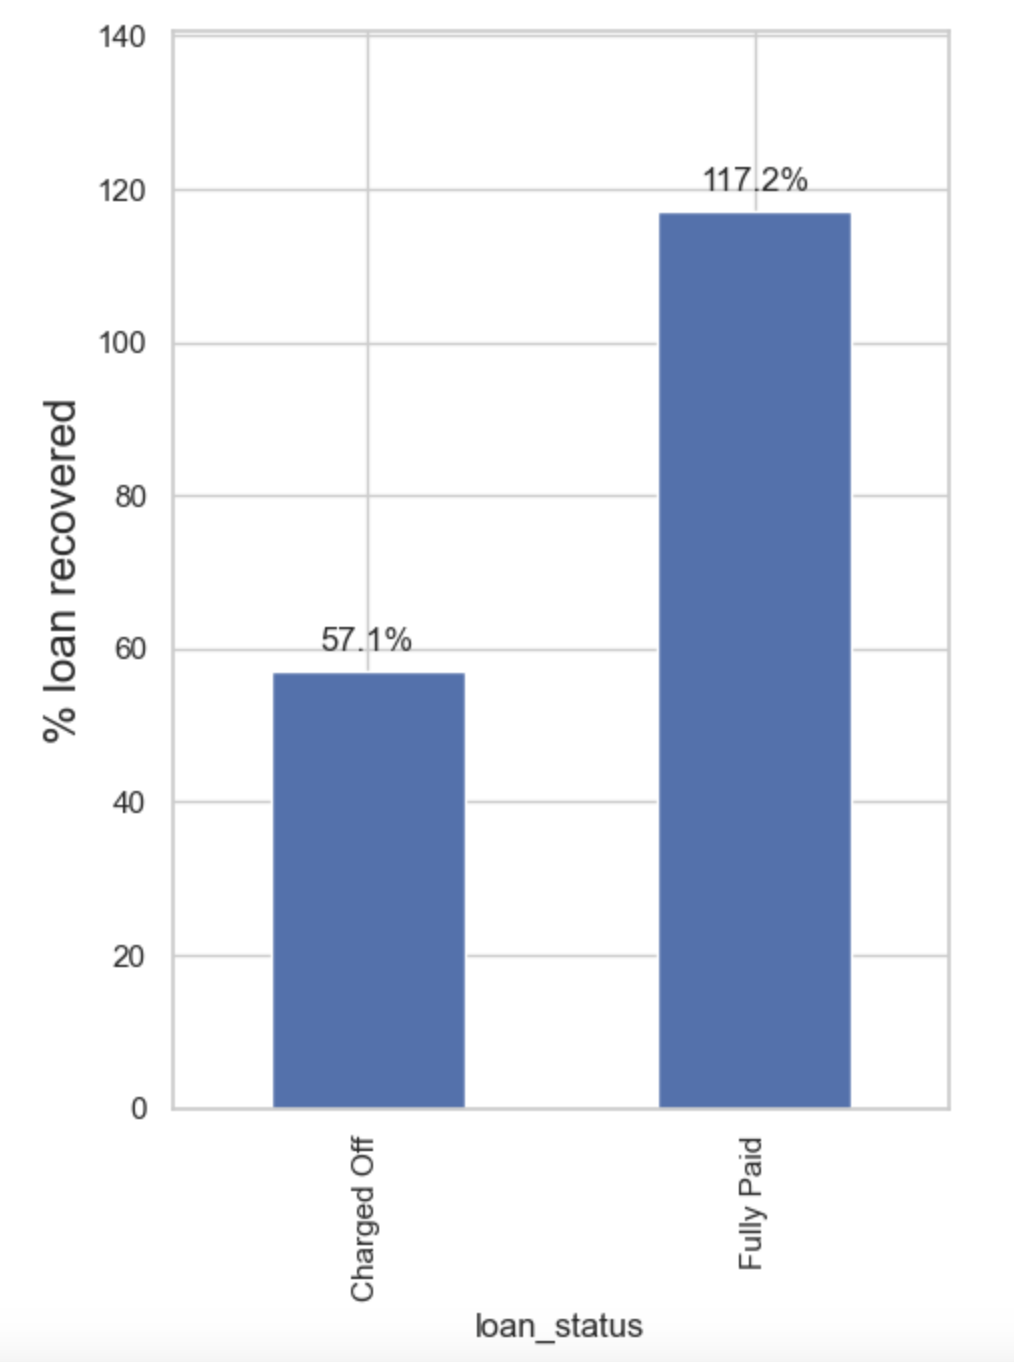 140
120
100
80
60
40
20
0
% loan recovered
117.2%
57.1%
Charged Off
Fully Paid
loan_status